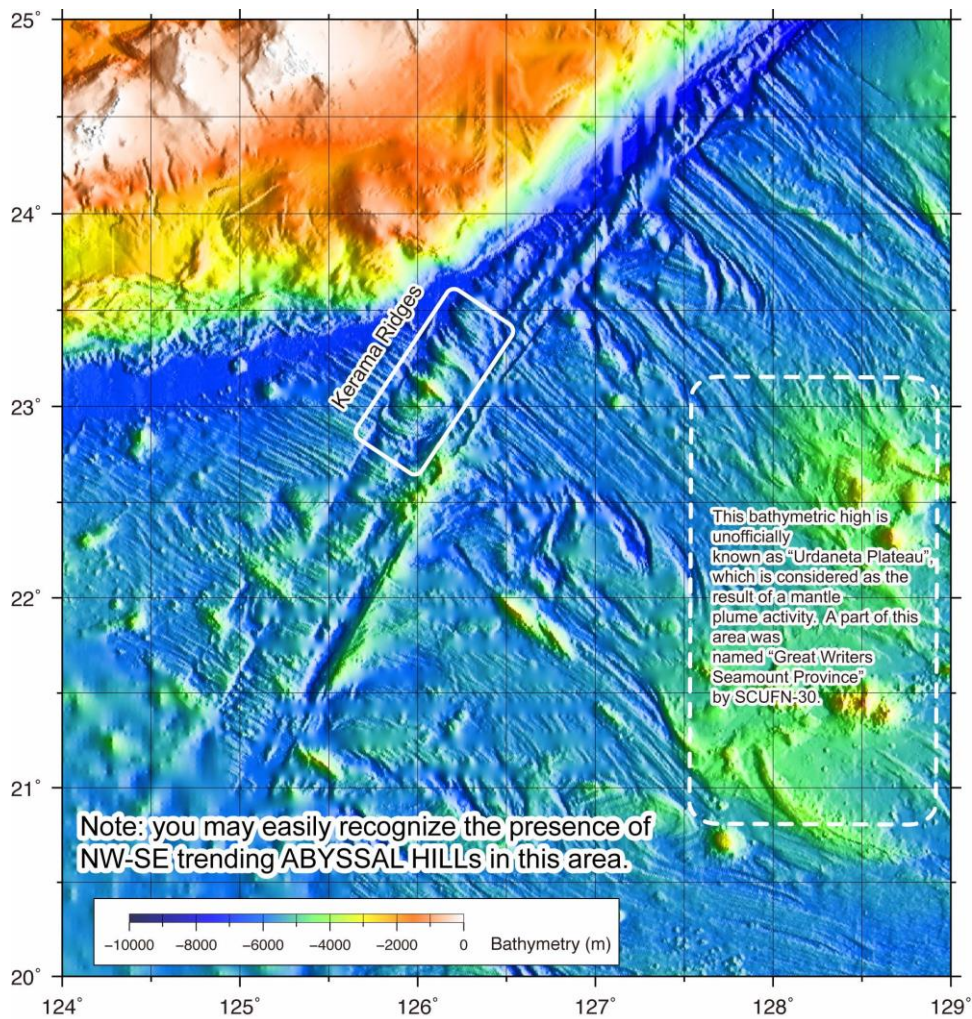 25°
24°
23°
22°
21°
20°
Kerama Ridges
This bathymetric high is
unofficially
known as “Urdaneta Plateau”,
which is considered as the
result of a mantle
plume activity.  A part of this
area was
named “Great Writers
Seamount Province”
by SCUFN-30.
Note: you may easily recognize the presence of
NW-SE trending ABYSSAL HILLs in this area.
−10000 −8000 −6000 −4000 −2000 0 Bathymetry (m)
124° 125° 126° 127° 128° 129°